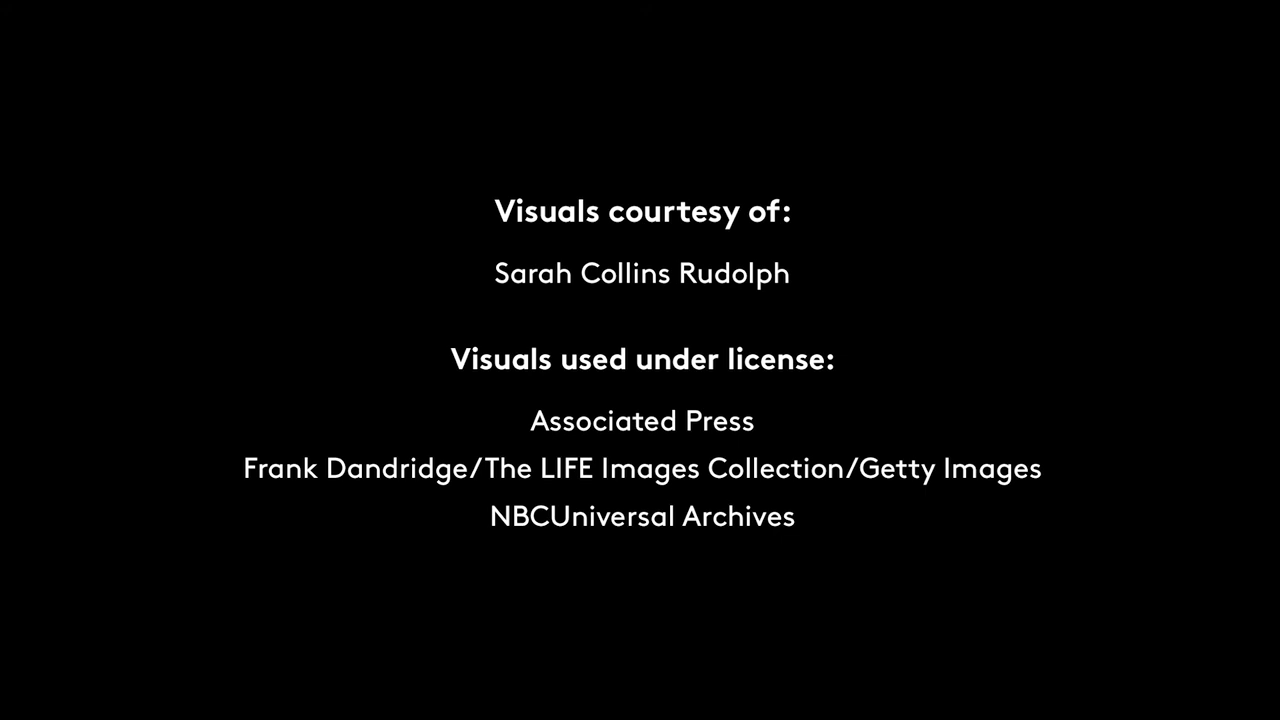 Visuals courtesy of:
Sarah Collins Rudolph
Visuals used under license:
Associated Press
Frank Dandridge/The LIFE Images Collection/Getty Images
NBCUniversal Archives